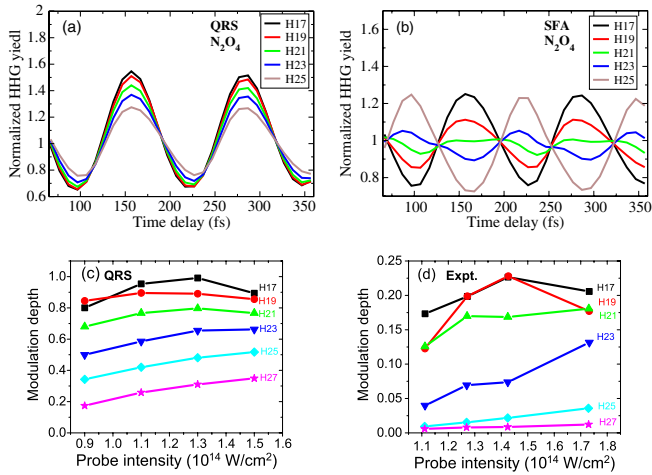 (a)
QRS
N2O4
H17
H19
H21
H23
H25
Normalized HHG yiedl
1.8
1.6
1.4
1.2
1
0.8
0.6
100 150 200 250 300 350
Time delay (fs)
(b)
SFA
N2O4
H17
H19
H21
H23
H25
Normalized HHG yield
1.6
1.4
1.2
1.0
0.8
100 150 200 250 300 350
Time delay (fs)
(c) QRS
H17
H19
H21
H23
H25
H27
Modulation depth
1.0
0.8
0.6
0.4
0.2
0.0
0.9 1.0 1.1 1.2 1.3 1.4 1.5 1.6
Probe intensity (10^14 W/cm^2)
(d) Expt.
H17
H19
H21
H23
H25
H27
Modulation depth
0.25
0.20
0.15
0.10
0.05
0.00
1.1 1.2 1.3 1.4 1.5 1.6 1.7 1.8
Probe intensity (10^14 W/cm^2)